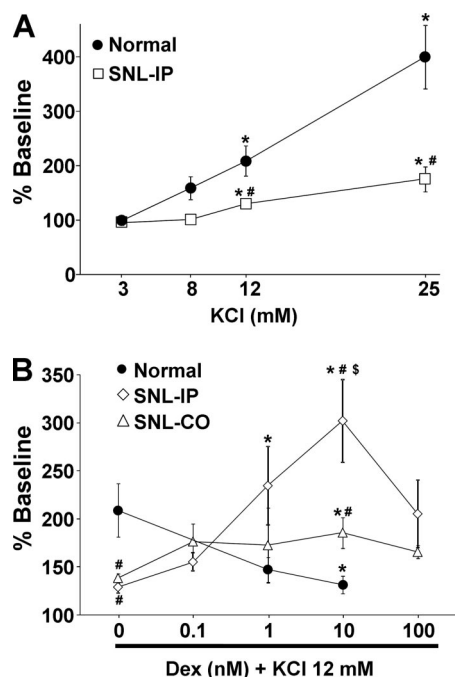 A
Normal
SNL-IP
% Baseline
400
300
200
100
0
*
*
* #
* #
3 8 12 25
KCl (mM)
B
Normal
SNL-IP
SNL-CO
% Baseline
350
300
250
200
150
100
* # $
*
* #
*
#
#
0 0.1 1 10 100
Dex (nM) + KCl 12 mM